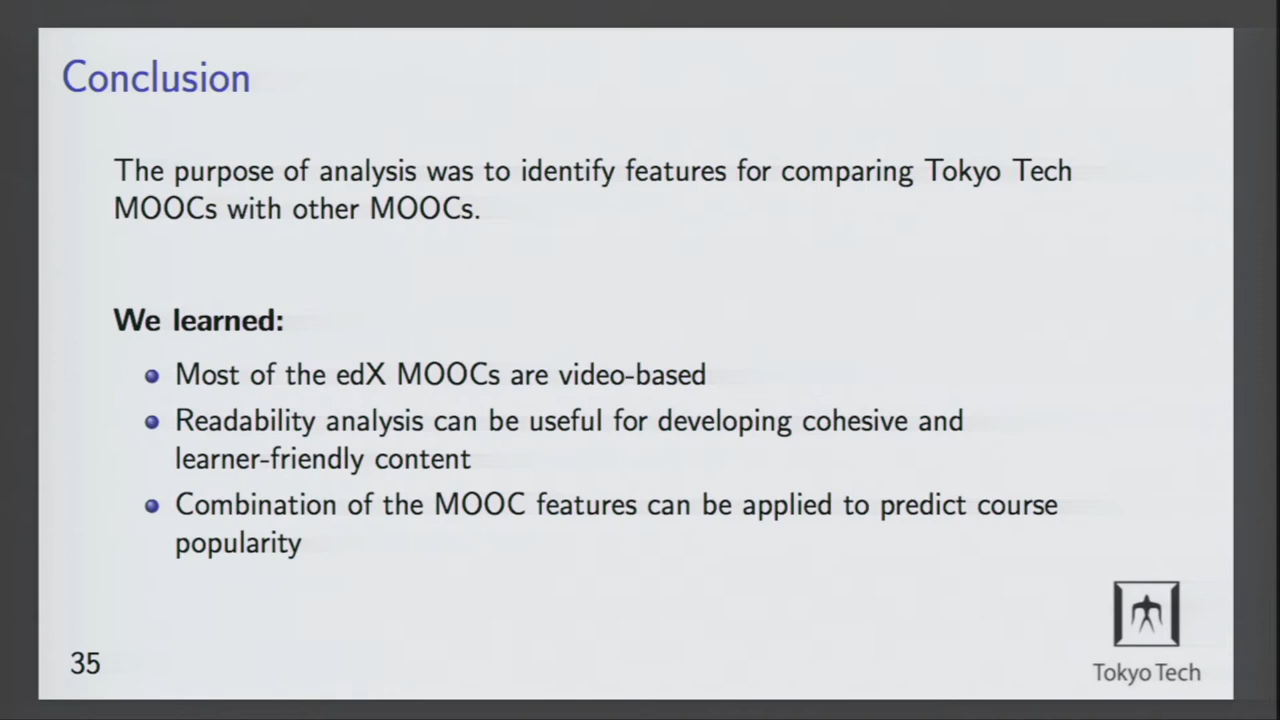 Conclusion
The purpose of analysis was to identify features for comparing Tokyo Tech
MOOCs with other MOOCs.
We learned:
Most of the edX MOOCs are video-based
Readability analysis can be useful for developing cohesive and
learner-friendly content
Combination of the MOOC features can be applied to predict course
popularity
35
Tokyo Tech